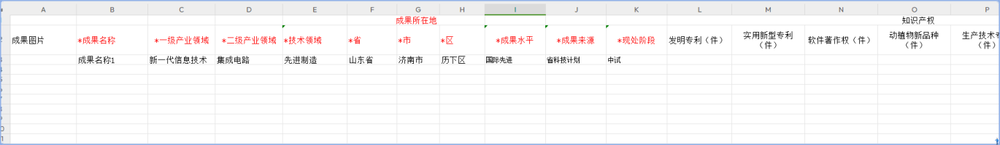 A B C D E F G H I J K L M N O P
成果所在地 知识产权
成果图片 *成果名称 *一级产业领域 *二级产业领域 *技术领域 *省 *市 *区 *成果水平 *成果来源 *现处阶段 发明专利（件） 实用新型专利（件） 软件著作权（件） 动植物新品种（件） 生产技术（件）
成果名称1 新一代信息技术 集成电路 先进制造 山东省 济南市 历下区 国际先进 省科技计划 中试